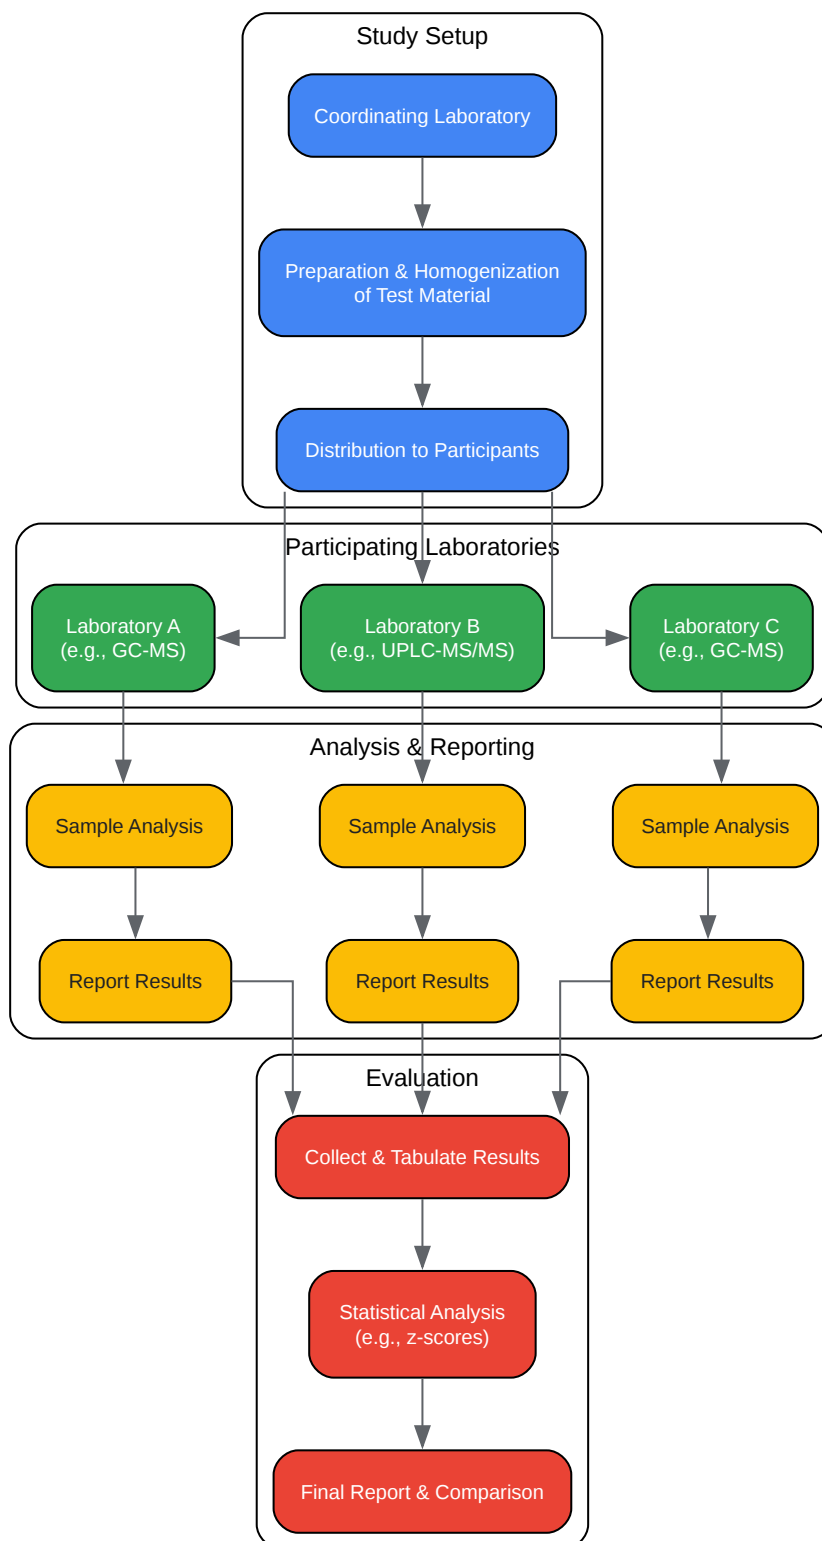 Study Setup
Coordinating Laboratory
Preparation & Homogenization
of Test Material
Distribution to Participants
Participating Laboratories
Laboratory A
(e.g., GC-MS)
Laboratory B
(e.g., UPLC-MS/MS)
Laboratory C
(e.g., GC-MS)
Analysis & Reporting
Sample Analysis
Sample Analysis
Sample Analysis
Report Results
Report Results
Report Results
Evaluation
Collect & Tabulate Results
Statistical Analysis
(e.g., z-scores)
Final Report & Comparison